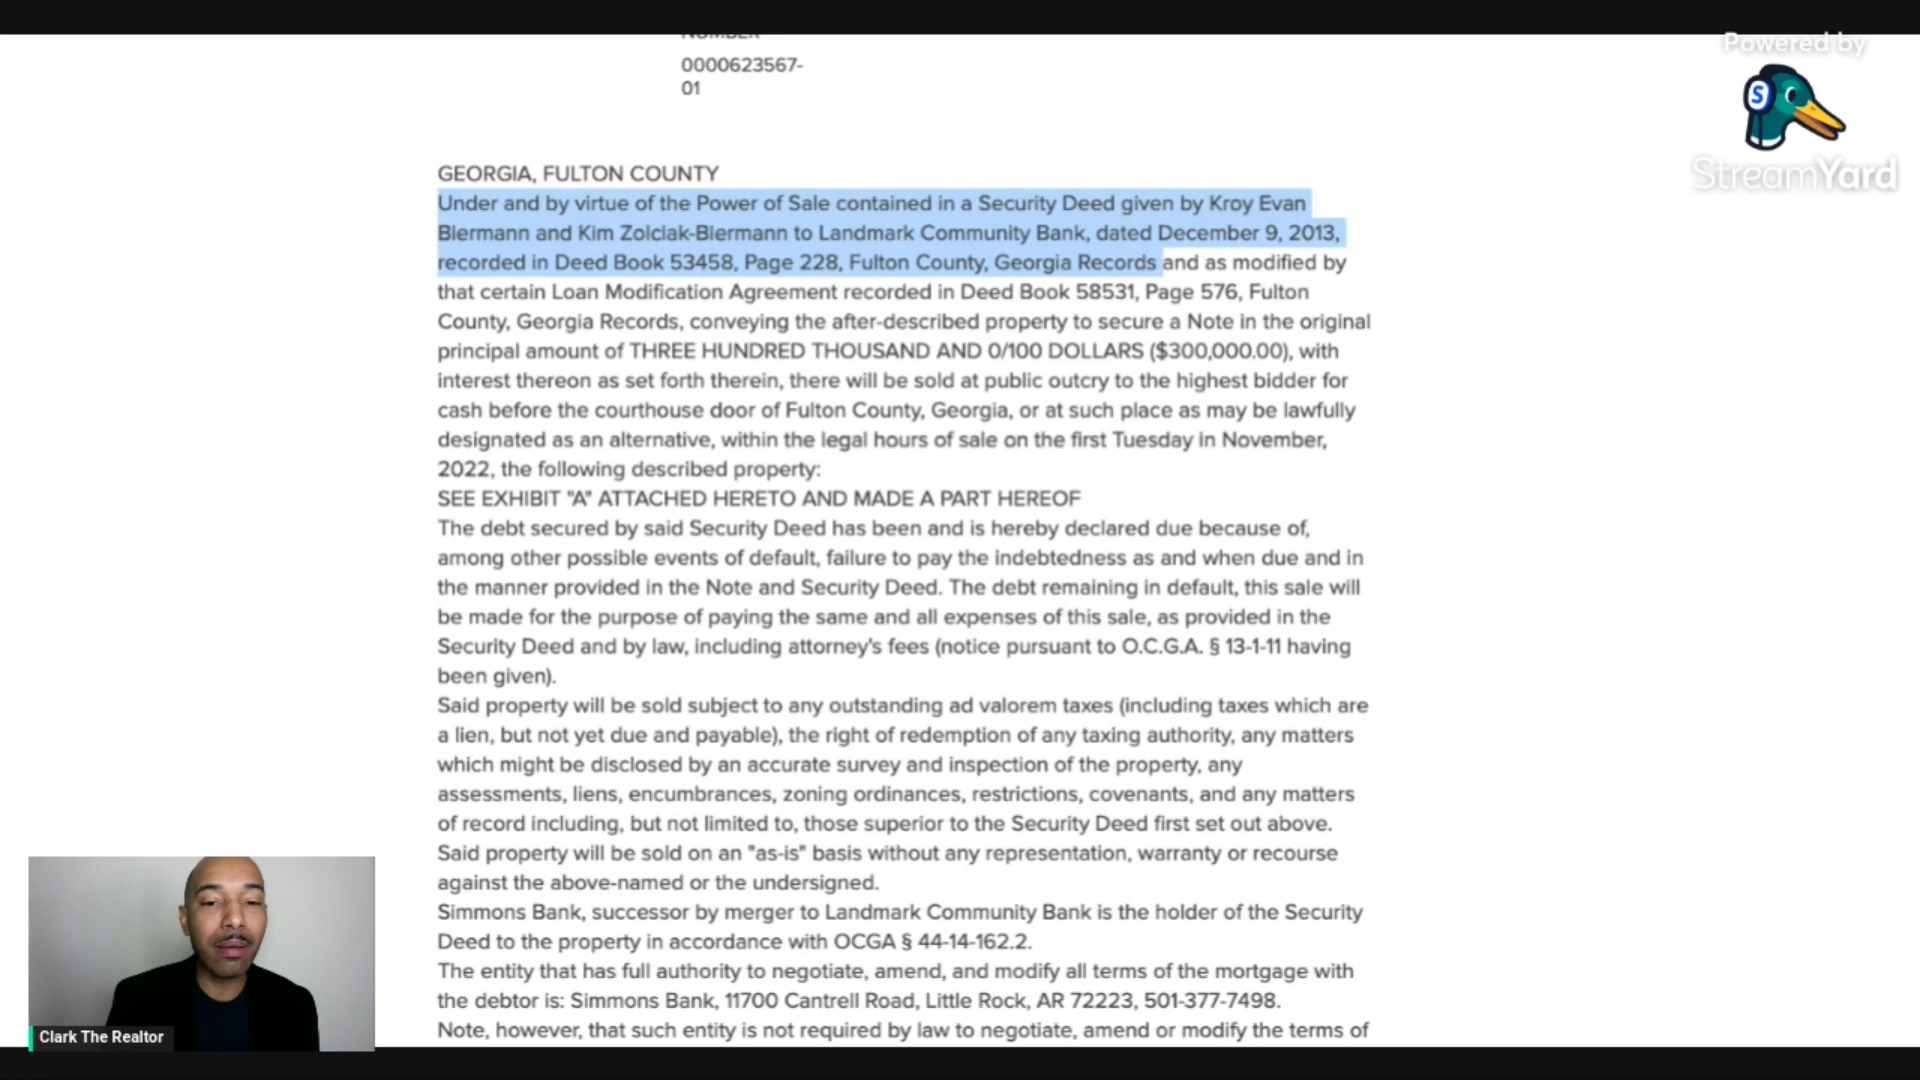 NUMBER
0000623567-
01
Powered by
S
StreamYard
GEORGIA, FULTON COUNTY
Under and by virtue of the Power of Sale contained in a Security Deed given by Kroy Evan
Biermann and Kim Zolciak-Biermann to Landmark Community Bank, dated December 9, 2013,
recorded in Deed Book 53458, Page 228, Fulton County, Georgia Records and as modified by
that certain Loan Modification Agreement recorded in Deed Book 58531, Page 576, Fulton
County, Georgia Records, conveying the after-described property to secure a Note in the original
principal amount of THREE HUNDRED THOUSAND AND 0/100 DOLLARS ($300,000.00), with
interest thereon as set forth therein, there will be sold at public outcry to the highest bidder for
cash before the courthouse door of Fulton County, Georgia, or at such place as may be lawfully
designated as an alternative, within the legal hours of sale on the first Tuesday in November,
2022, the following described property:
SEE EXHIBIT "A" ATTACHED HERETO AND MADE A PART HEREOF
The debt secured by said Security Deed has been and is hereby declared due because of,
among other possible events of default, failure to pay the indebtedness as and when due and in
the manner provided in the Note and Security Deed. The debt remaining in default, this sale will
be made for the purpose of paying the same and all expenses of this sale, as provided in the
Security Deed and by law, including attorney's fees (notice pursuant to O.C.G.A. § 13-1-11 having
been given).
Said property will be sold subject to any outstanding ad valorem taxes (including taxes which are
a lien, but not yet due and payable), the right of redemption of any taxing authority, any matters
which might be disclosed by an accurate survey and inspection of the property, any
assessments, liens, encumbrances, zoning ordinances, restrictions, covenants, and any matters
of record including, but not limited to, those superior to the Security Deed first set out above.
Said property will be sold on an "as-is" basis without any representation, warranty or recourse
against the above-named or the undersigned.
Simmons Bank, successor by merger to Landmark Community Bank is the holder of the Security
Deed to the property in accordance with OCGA § 44-14-162.2.
The entity that has full authority to negotiate, amend, and modify all terms of the mortgage with
the debtor is: Simmons Bank, 11700 Cantrell Road, Little Rock, AR 72223, 501-377-7498.
Note, however, that such entity is not required by law to negotiate, amend or modify the terms of
Clark The Realtor